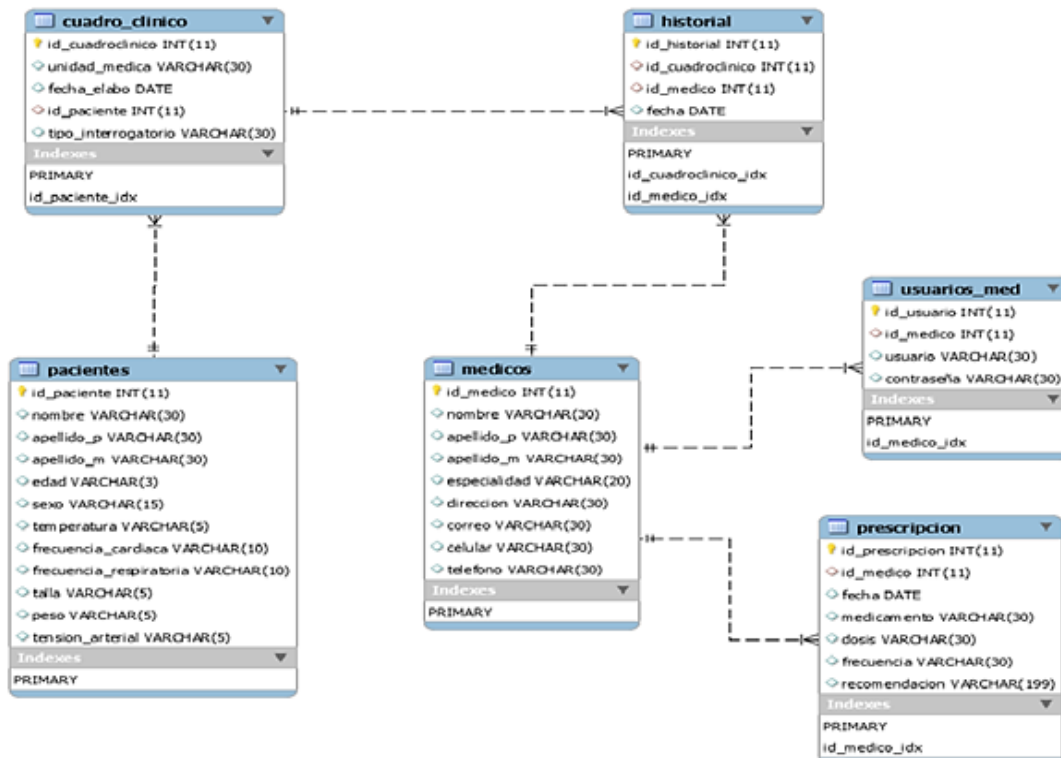 cuadro_clinico
id_cuadroclinico INT(11)
unidad_medica VARCHAR(30)
fecha_elabo DATE
id_paciente INT(11)
tipo_interrogatorio VARCHAR(30)
Indexes
PRIMARY
id_paciente_idx
historial
id_historial INT(11)
id_cuadroclinico INT(11)
id_medico INT(11)
fecha DATE
Indexes
PRIMARY
id_cuadroclinico_idx
id_medico_idx
pacientes
id_paciente INT(11)
nombre VARCHAR(30)
apellido_p VARCHAR(30)
apellido_m VARCHAR(30)
edad VARCHAR(3)
sexo VARCHAR(15)
temperatura VARCHAR(5)
frecuencia_cardiaca VARCHAR(10)
frecuencia_respiratoria VARCHAR(10)
talla VARCHAR(5)
peso VARCHAR(5)
tension_arterial VARCHAR(5)
Indexes
PRIMARY
medicos
id_medico INT(11)
nombre VARCHAR(30)
apellido_p VARCHAR(30)
apellido_m VARCHAR(30)
especialidad VARCHAR(20)
direccion VARCHAR(30)
correo VARCHAR(30)
celular VARCHAR(30)
telefono VARCHAR(30)
Indexes
PRIMARY
usuarios_med
id_usuario INT(11)
id_medico INT(11)
usuario VARCHAR(30)
contraseña VARCHAR(30)
Indexes
PRIMARY
id_medico_idx
prescripcion
id_prescripcion INT(11)
id_medico INT(11)
fecha DATE
medicamento VARCHAR(30)
dosis VARCHAR(30)
frecuencia VARCHAR(30)
recomendacion VARCHAR(199)
Indexes
PRIMARY
id_medico_idx